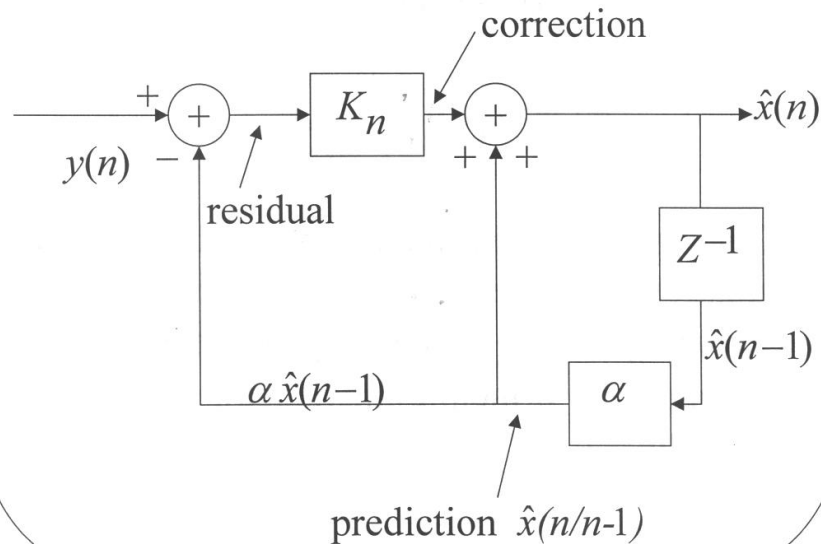 correction
+ + K_n + x̂(n)
y(n) − + +
residual
Z⁻¹
x̂(n−1)
α x̂(n−1) α
prediction x̂(n/n-1)